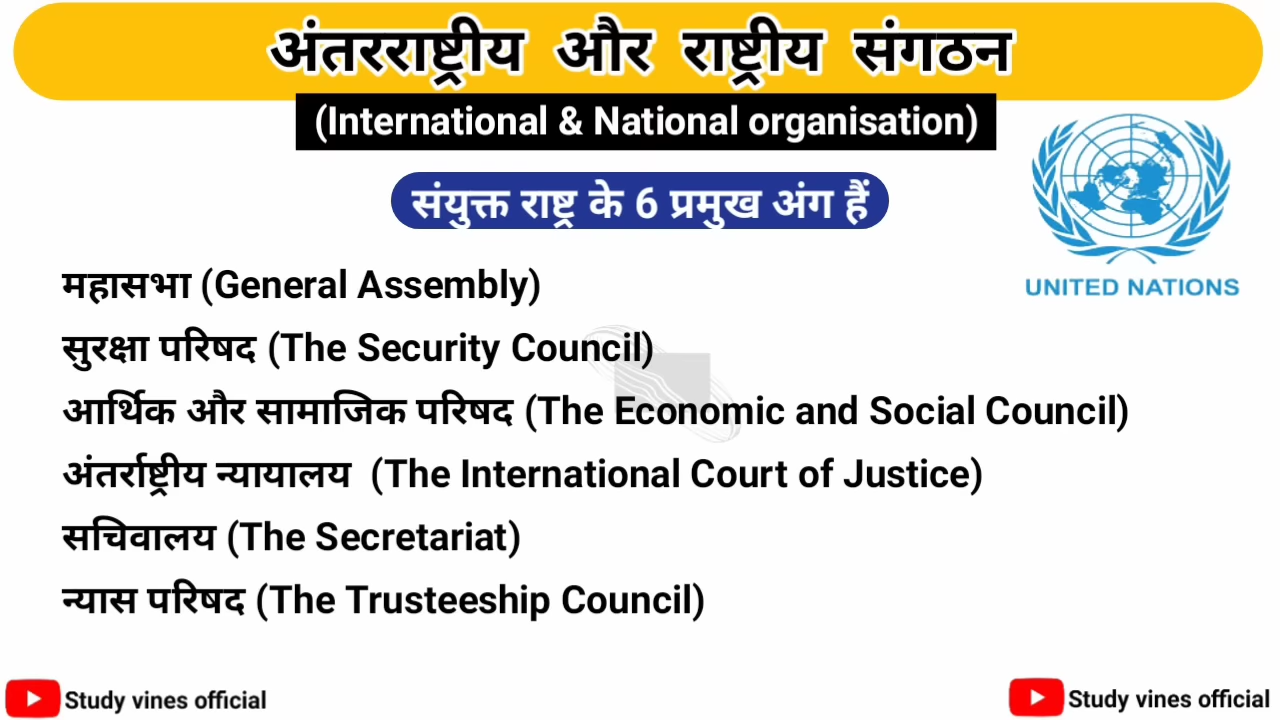 अंतरराष्ट्रीय और राष्ट्रीय संगठन
(International & National organisation)
संयुक्त राष्ट्र के 6 प्रमुख अंग हैं
UNITED NATIONS
महासभा (General Assembly)
सुरक्षा परिषद (The Security Council)
आर्थिक और सामाजिक परिषद (The Economic and Social Council)
अंतर्राष्ट्रीय न्यायालय (The International Court of Justice)
सचिवालय (The Secretariat)
न्यास परिषद (The Trusteeship Council)
Study vines official
Study vines official